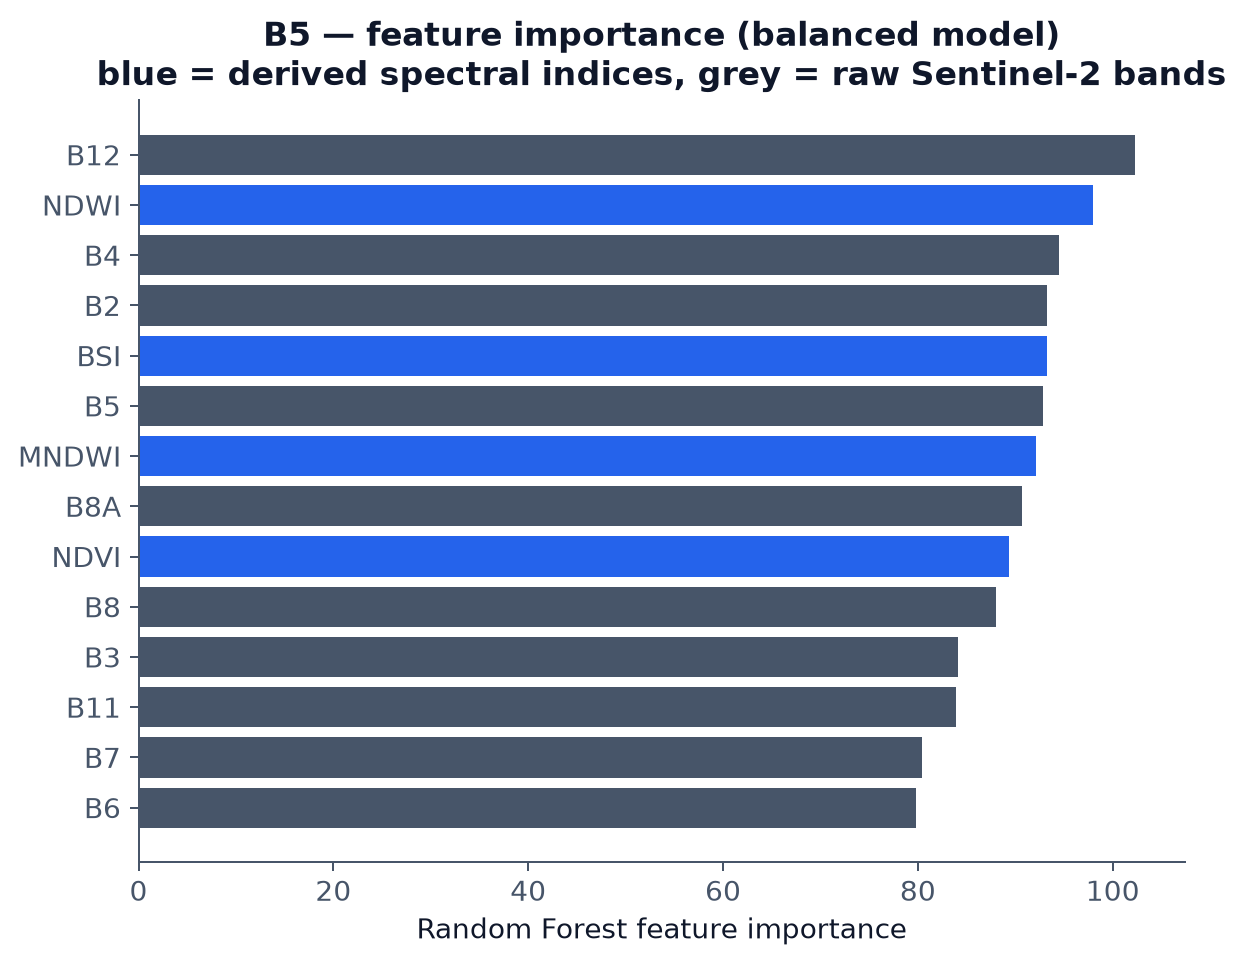 B5 — feature importance (balanced model)
blue = derived spectral indices, grey = raw Sentinel-2 bands
B12
NDWI
B4
B2
BSI
B5
MNDWI
B8A
NDVI
B8
B3
B11
B7
B6
0 20 40 60 80 100
Random Forest feature importance